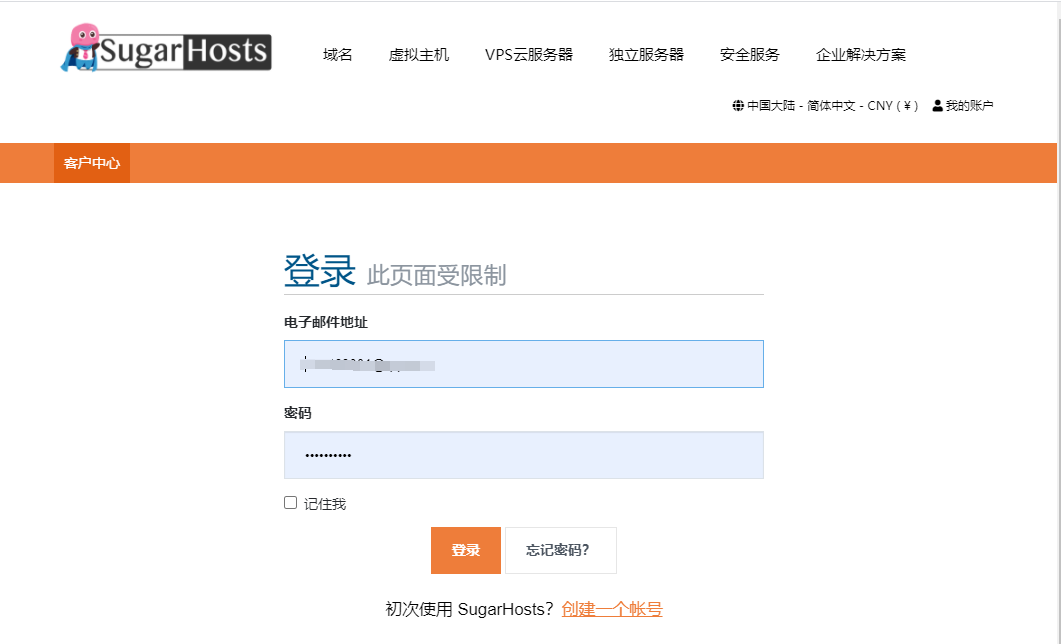 SugarHosts
域名 虚拟主机 VPS云服务器 独立服务器 安全服务 企业解决方案
中国大陆 - 简体中文 - CNY ( ¥ ) 我的账户
客户中心
登录 此页面受限制
电子邮件地址
密码
••••••••••
记住我
登录 忘记密码?
初次使用 SugarHosts? 创建一个帐号